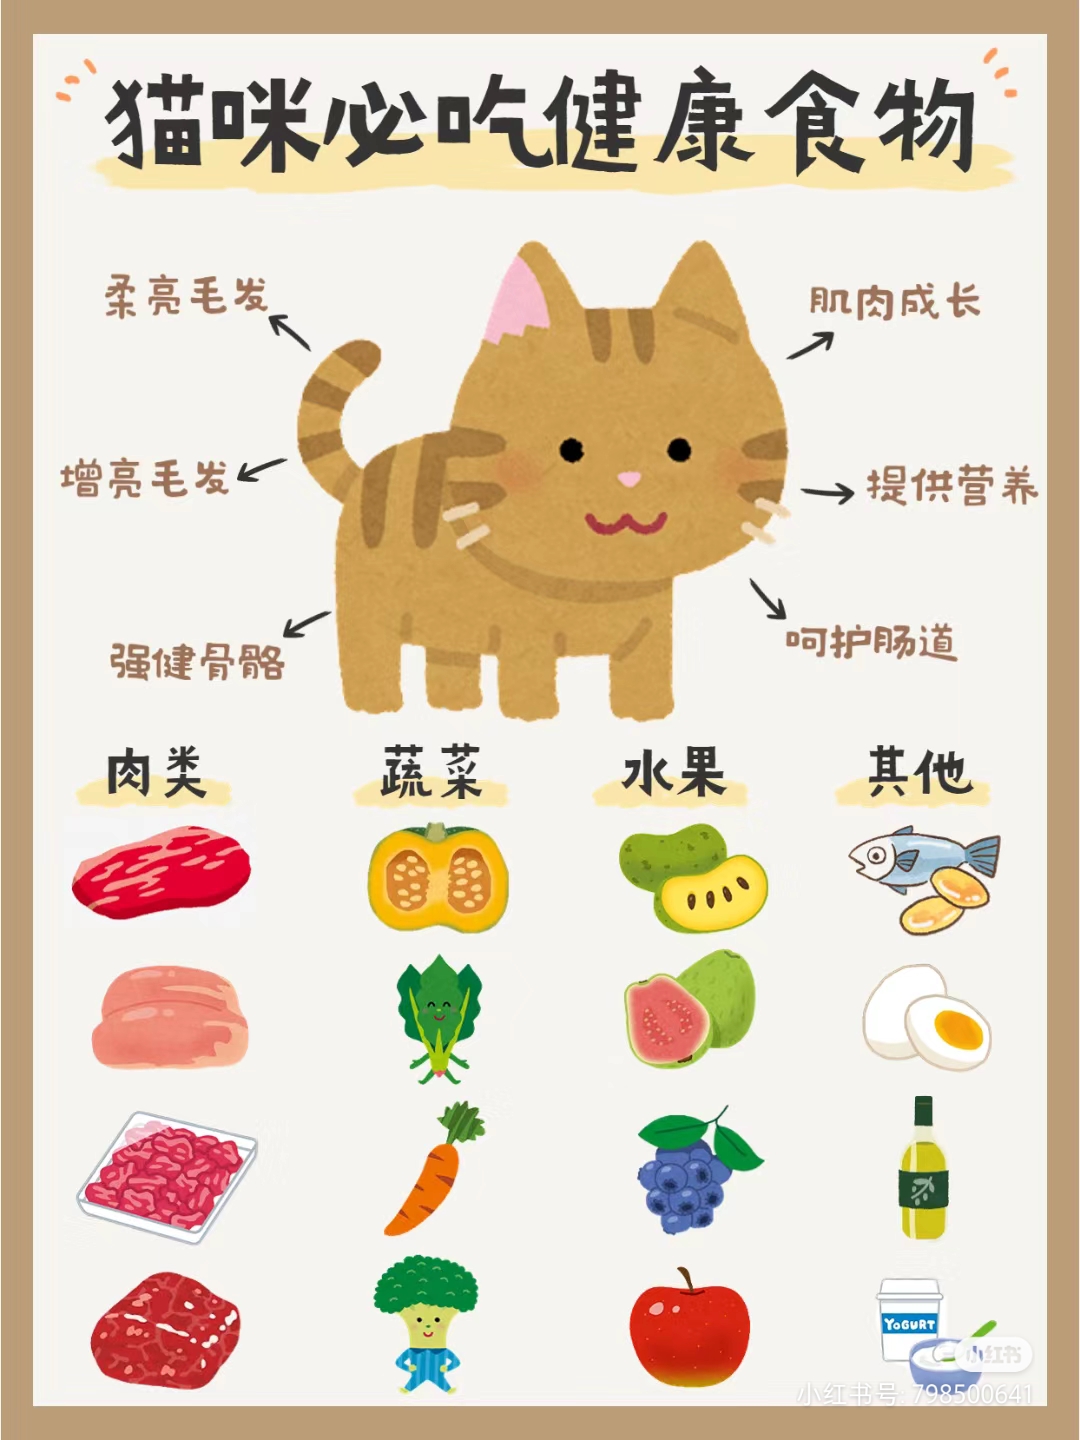 猫咪必吃健康食物
柔亮毛发
肌肉成长
增亮毛发
提供营养
强健骨骼
呵护肠道
肉类
蔬菜
水果
其他
YOGURT
小红书
小红书号: 798500641